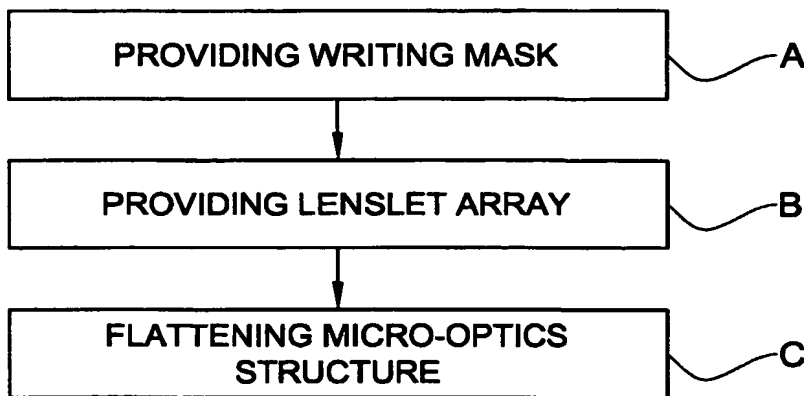 PROVIDING WRITING MASK
A
PROVIDING LENSLET ARRAY
B
FLATTENING MICRO-OPTICS
STRUCTURE
C